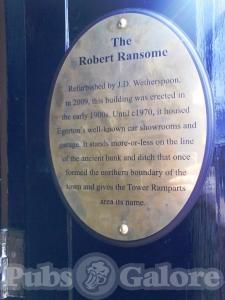 The
Robert Ransome
Refurbished by J.D. Wetherspoon,
in 2009, this building was erected in
the early 1900s. Until c1970, it housed
Egerton's well-known car showrooms and
garage. It stands more-or-less on the line
of the ancient bank and ditch that once
formed the northern boundary of the
town and gives the Tower Ramparts
area its name.
Pubs Galore